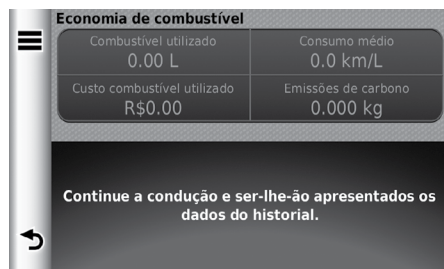 Economia de combustível
Combustível utilizado
0.00 L
Consumo médio
0.0 km/L
Custo combustível utilizado
R$0.00
Emissões de carbono
0.000 kg
Continue a condução e ser-lhe-ão apresentados os
dados do historial.